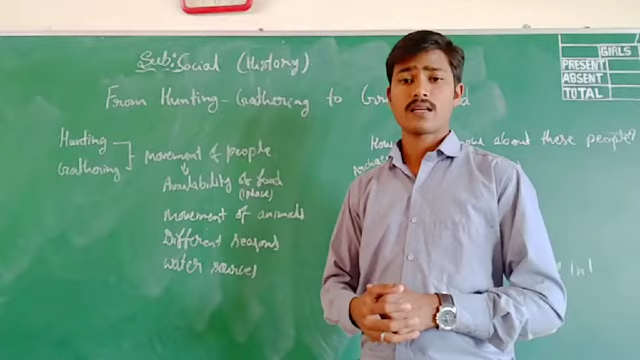 Sub: Social (History)
From Hunting - Gathering to
Hunting
Gathering
movement of people
Availability of food
(1 place)
movement of animals
Different seasons
water sources
about these people?
GIRLS
PRESENT
ABSENT
TOTAL